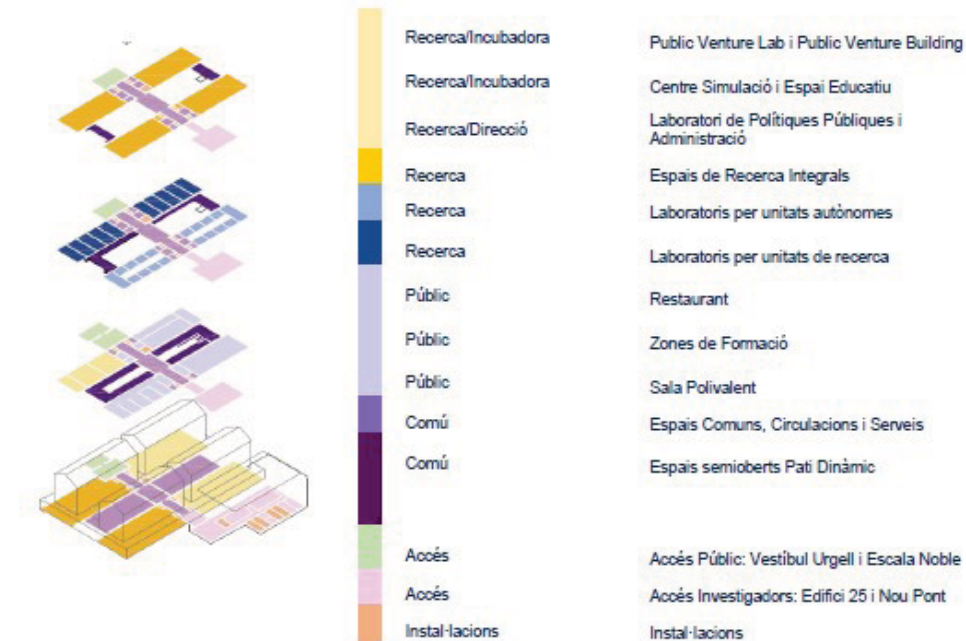 Recerca/Incubadora Public Venture Lab i Public Venture Building
Recerca/Incubadora Centre Simulació i Espai Educatiu
Recerca/Direcció Laboratori de Polítiques Públiques i
Administració
Recerca Espais de Recerca Integrals
Recerca Laboratoris per unitats autònomes
Recerca Laboratoris per unitats de recerca
Públic Restaurant
Públic Zones de Formació
Públic Sala Polivalent
Comú Espais Comuns, Circulacions i Serveis
Comú Espais semioberts Pati Dinàmic
Accés Accés Públic: Vestíbul Urgell i Escala Noble
Accés Accés Investigadors: Edifici 25 i Nou Pont
Instal·lacions Instal·lacions